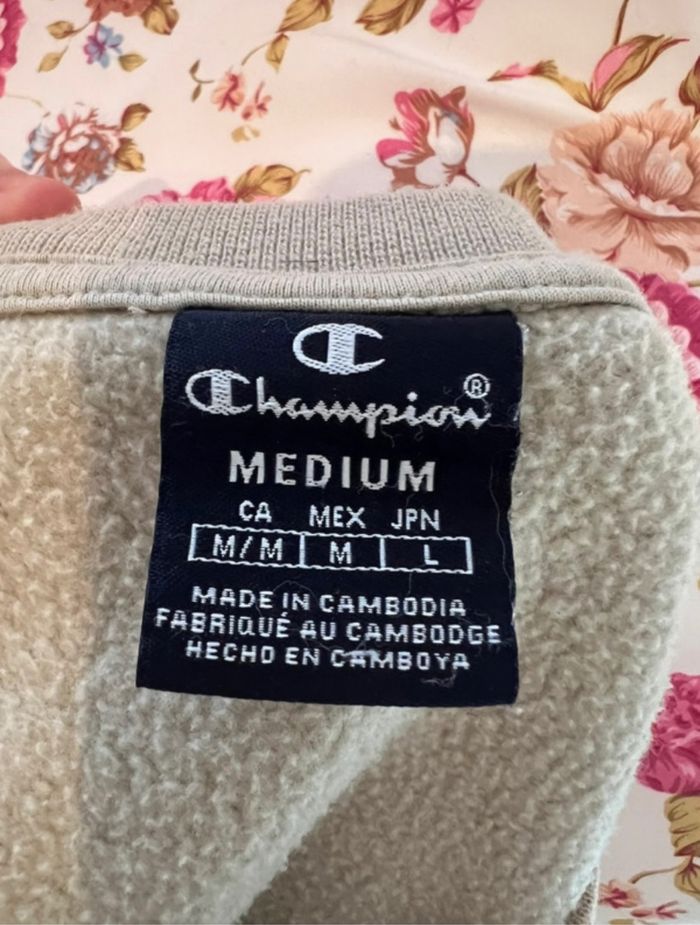 Champion®
MEDIUM
CA MEX JPN
M/M M L
MADE IN CAMBODIA
FABRIQUÉ AU CAMBODGE
HECHO EN CAMBOYA